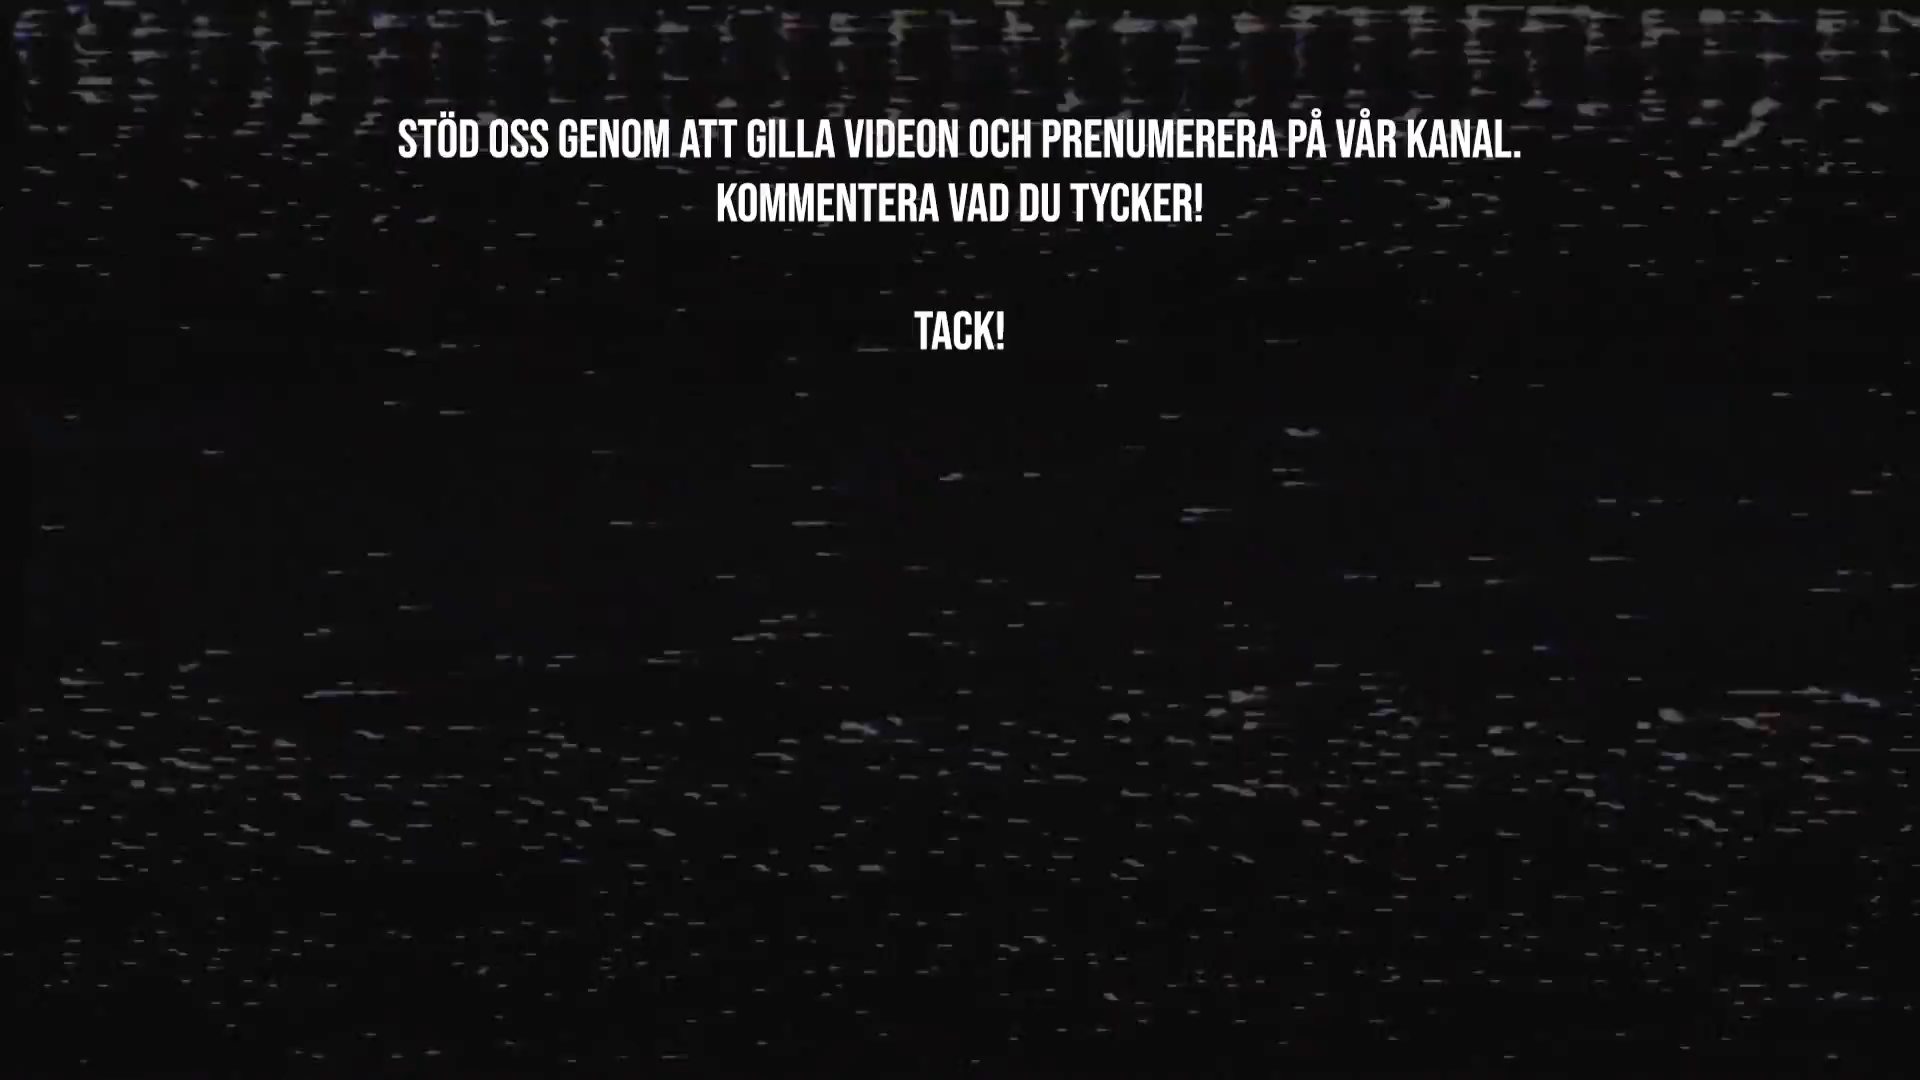 STÖD OSS GENOM ATT GILLA VIDEON OCH PRENUMERERA PÅ VÅR KANAL.
KOMMENTERA VAD DU TYCKER!
TACK!